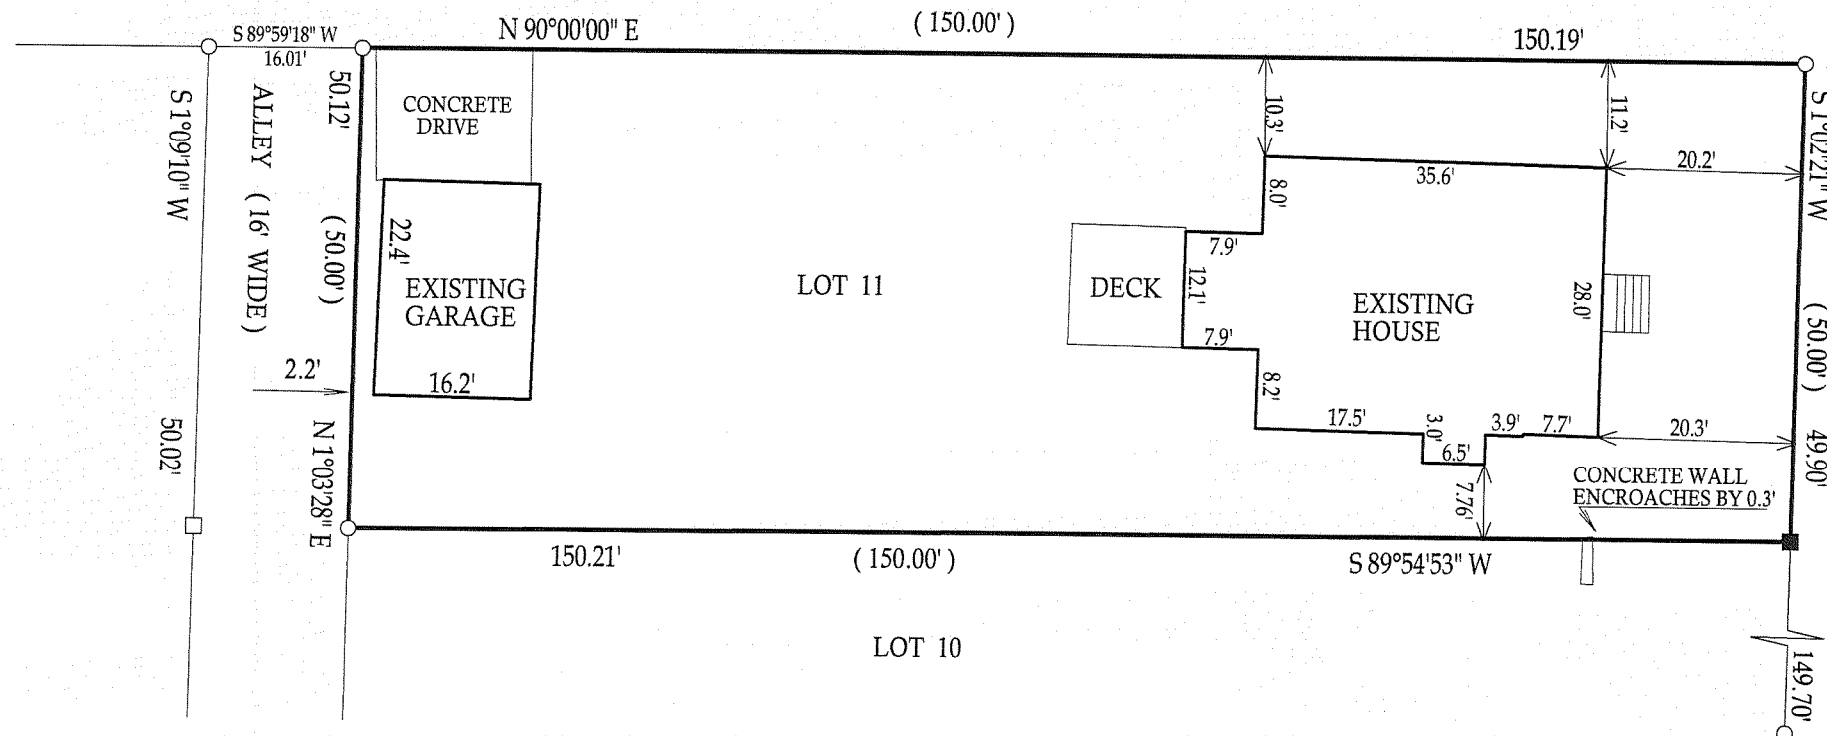 N 90°00'00" E
( 150.00' )
150.19'
S 89°59'18" W
16.01'
S 1°09'10" W
50.02'
ALLEY ( 16' WIDE )
2.2'
50.12'
( 50.00' )
N 1°03'28" E
CONCRETE
DRIVE
22.4'
EXISTING
GARAGE
16.2'
LOT 11
DECK
10.3'
11.2'
20.2'
35.6'
8.0'
7.9'
12.1'
7.9'
8.2'
EXISTING
HOUSE
28.0'
17.5'
3.0'
6.5'
3.9'
7.7'
20.3'
7.76'
CONCRETE WALL
ENCROACHES BY 0.3'
S 1°02'21" W
( 50.00' )
49.90'
150.21'
( 150.00' )
S 89°54'53" W
LOT 10
149.70'